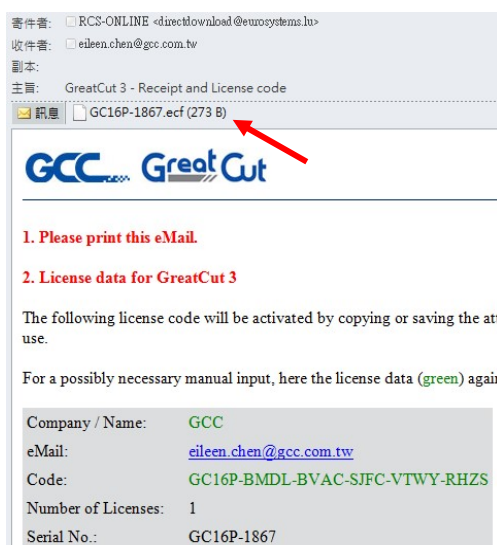 寄件者: RCS-ONLINE <directdownload@eurosystems.lu>
收件者: eileen.chen@gcc.com.tw
副本:
主旨: GreatCut 3 - Receipt and License code
訊息 GC16P-1867.ecf (273 B)
GCC GreatCut
1. Please print this eMail.
2. License data for GreatCut 3
The following license code will be activated by copying or saving the at
use.
For a possibly necessary manual input, here the license data (green) agai
Company / Name: GCC
eMail: eileen.chen@gcc.com.tw
Code: GC16P-BMDL-BVAC-SJFC-VTWY-RHZS
Number of Licenses: 1
Serial No.: GC16P-1867